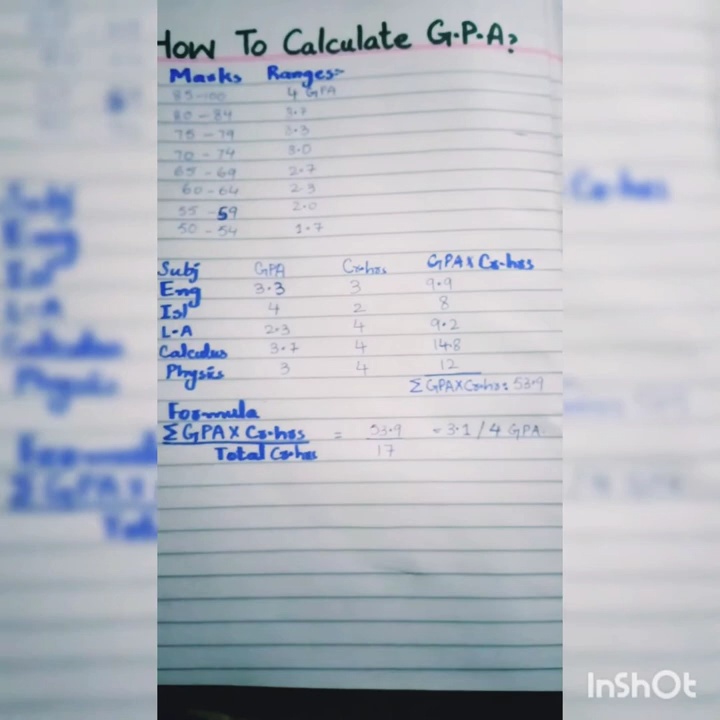 How To Calculate G.P.A?
Marks Ranges:-
85-100 4 GPA
80-84 3.7
75-79 3.3
70-74 3.0
65-69 2.7
60-64 2.3
55-59 2.0
50-54 1.7
Subj GPA Cr.hrs GPA X Cr.hrs
Eng 3.3 3 9.9
Isl 4 2 8
L.A 2.3 4 9.2
Calculus 3.7 4 14.8
Physics 3 4 12
ΣGPAXCr.hr: 53.9
Formula
ΣGPA X Cr.hrs = 53.9 = 3.1/4 GPA
Total Cr.hrs 17
InShOt